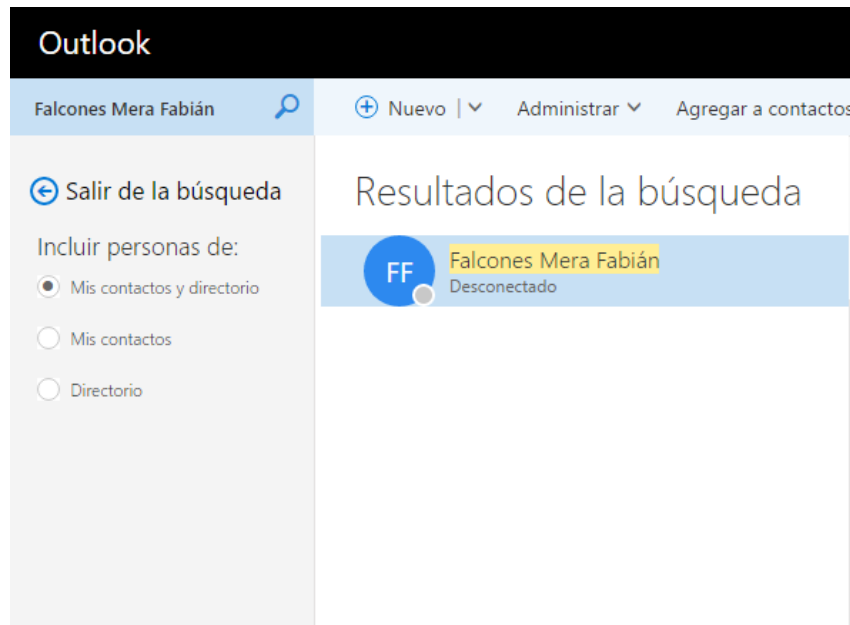 Outlook
Falcones Mera Fabián
Nuevo | Administrar Agregar a contactos
Salir de la búsqueda
Incluir personas de:
Mis contactos y directorio
Mis contactos
Directorio
Resultados de la búsqueda
FF
Falcones Mera Fabián
Desconectado